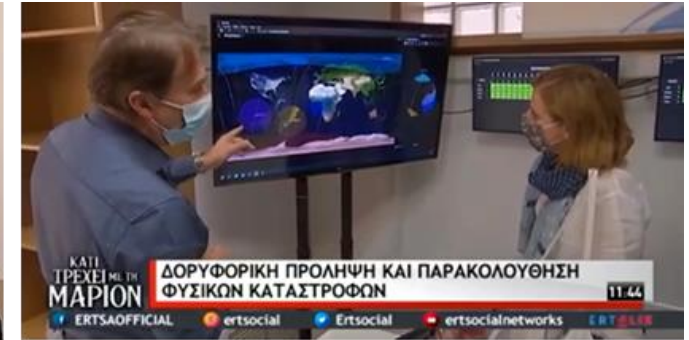 ΚΑΤΙ
ΤΡΕΧΕΙ ΜΕ ΤΗ
ΜΑΡΙΟΝ
ΔΟΡΥΦΟΡΙΚΗ ΠΡΟΛΗΨΗ ΚΑΙ ΠΑΡΑΚΟΛΟΥΘΗΣΗ
ΦΥΣΙΚΩΝ ΚΑΤΑΣΤΡΟΦΩΝ
11:44
ERTSAOFFICIAL ertsocial Ertsocial ertsocialnetworks